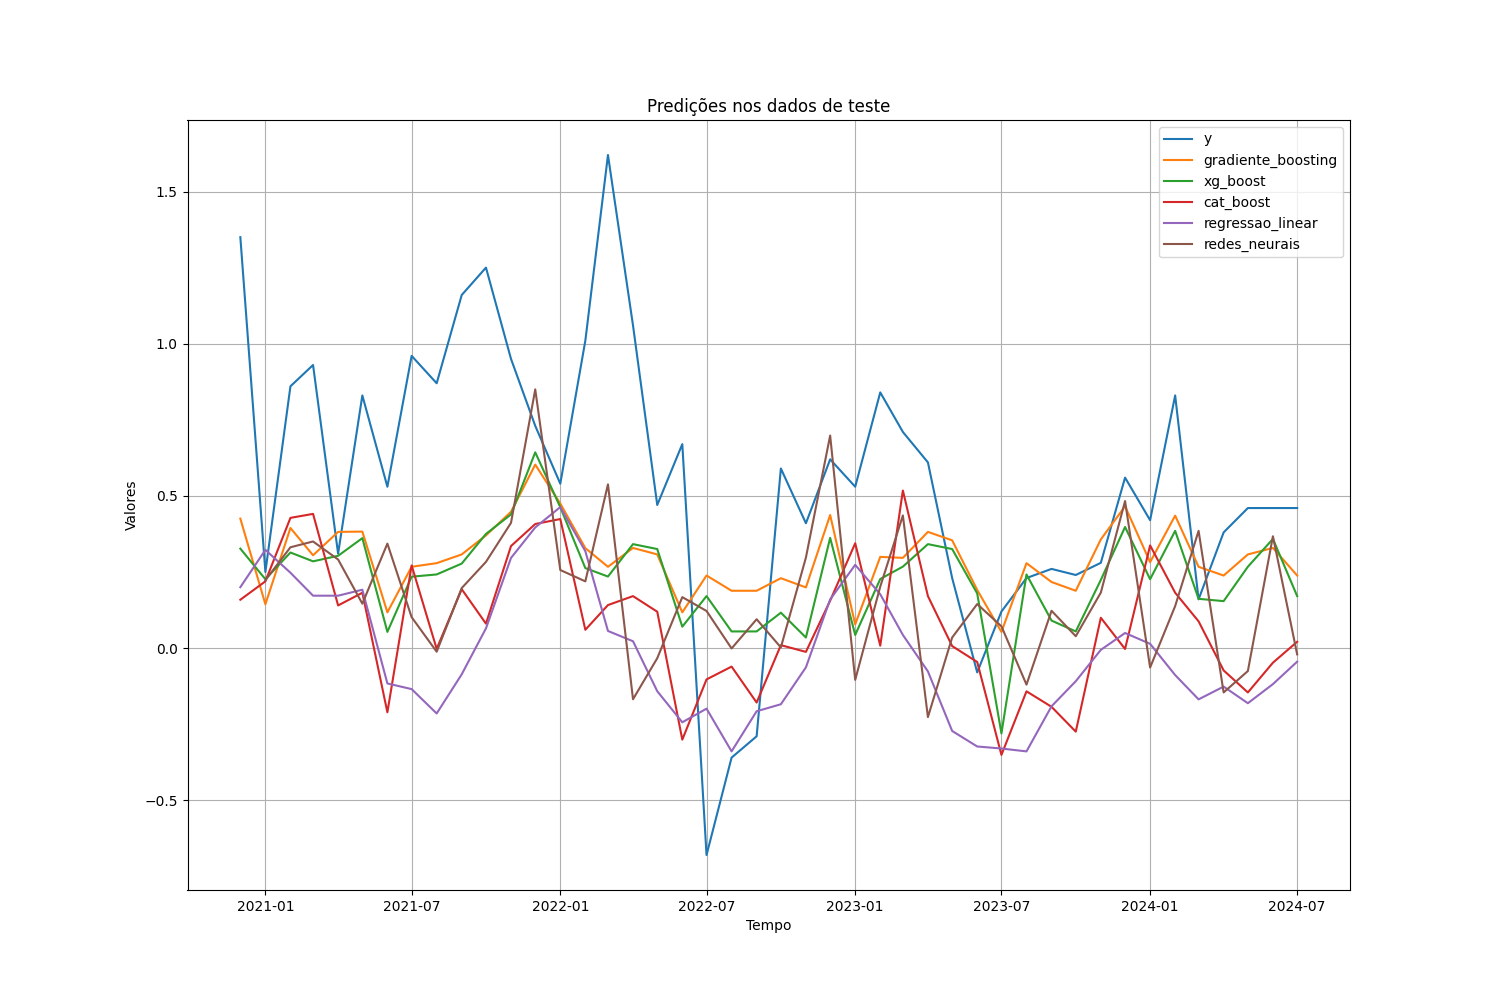 Predições nos dados de teste
y
gradiente_boosting
xg_boost
cat_boost
regressao_linear
redes_neurais
Valores
1.5
1.0
0.5
0.0
−0.5
2021-01 2021-07 2022-01 2022-07 2023-01 2023-07 2024-01 2024-07
Tempo